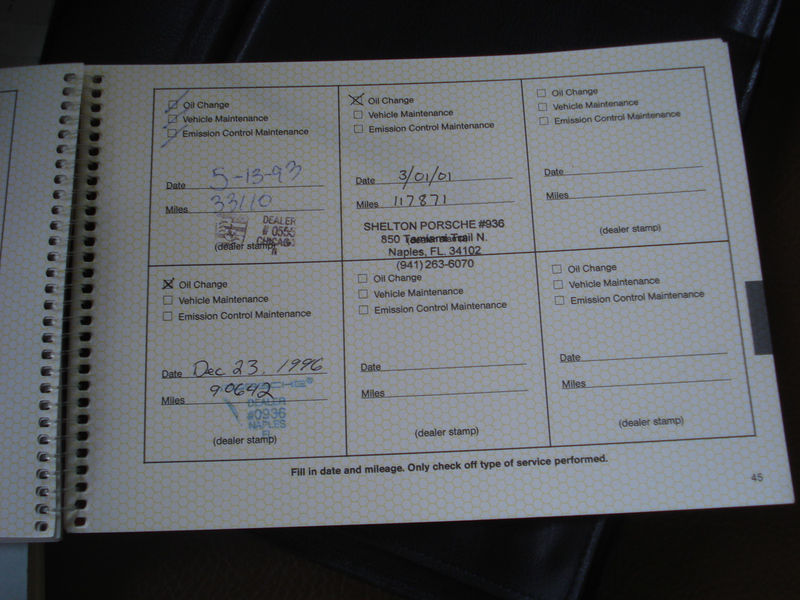 Oil Change
Vehicle Maintenance
Emission Control Maintenance
Date 5-13-93
Miles 33110
DEALER
# 0555
CHICAGO
(dealer stamp)
Oil Change
Vehicle Maintenance
Emission Control Maintenance
Date 3/01/01
Miles 117871
SHELTON PORSCHE #936
850 Tamiami Trail N.
Naples, FL. 34102
(941) 263-6070
Oil Change
Vehicle Maintenance
Emission Control Maintenance
Date
Miles
(dealer stamp)
Oil Change
Vehicle Maintenance
Emission Control Maintenance
Date Dec 23, 1996
Miles 90642
DEALER
#0936
NAPLES
(dealer stamp)
Oil Change
Vehicle Maintenance
Emission Control Maintenance
Date
Miles
(dealer stamp)
Oil Change
Vehicle Maintenance
Emission Control Maintenance
Date
Miles
(dealer stamp)
Fill in date and mileage. Only check off type of service performed.
45